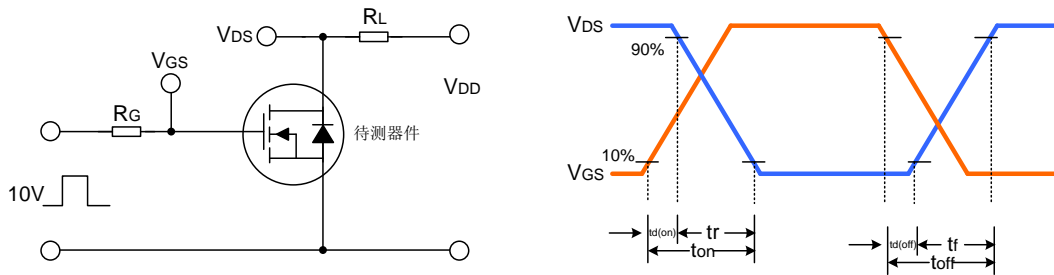 VDS
RL
VGS
VDD
RG
待测器件
10V
VDS
90%
10%
VGS
td(on)
tr
ton
td(off)
tf
toff